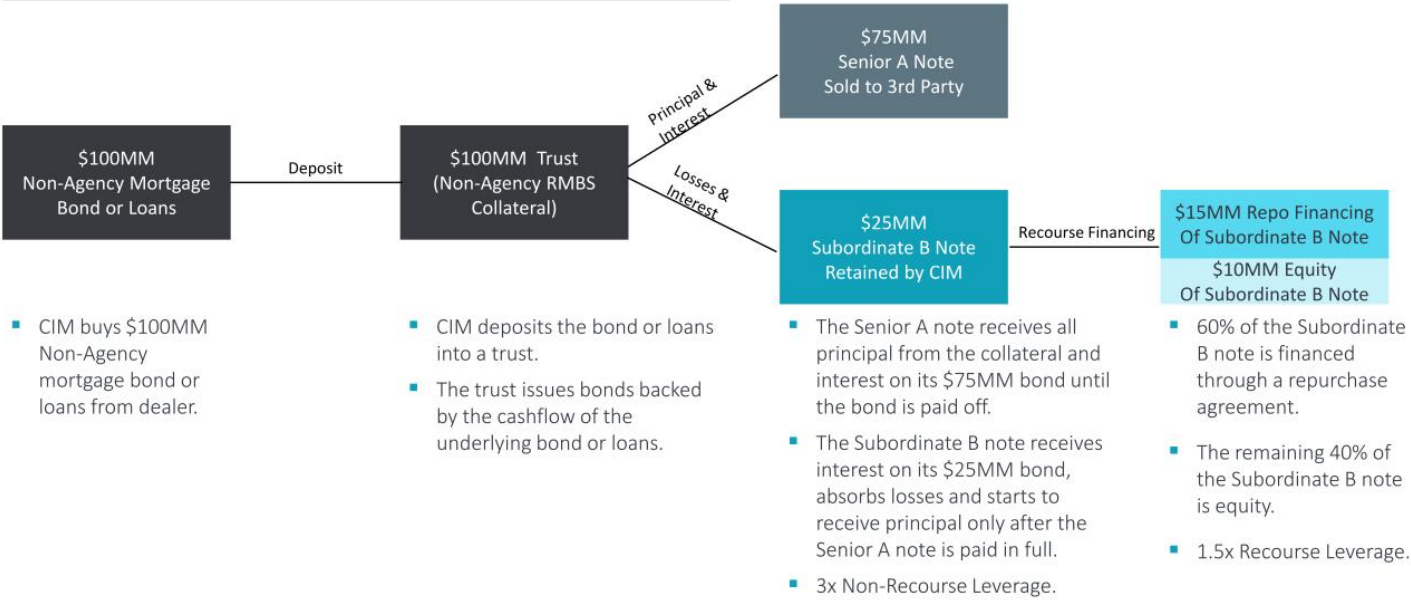 $100MM
Non-Agency Mortgage
Bond or Loans
Deposit
$100MM Trust
(Non-Agency RMBS
Collateral)
Principal &
Interest
Losses &
Interest
$75MM
Senior A Note
Sold to 3rd Party
$25MM
Subordinate B Note
Retained by CIM
Recourse Financing
$15MM Repo Financing
Of Subordinate B Note
$10MM Equity
Of Subordinate B Note
▪ CIM buys $100MM
Non-Agency
mortgage bond or
loans from dealer.
▪ CIM deposits the bond or loans
into a trust.
▪ The trust issues bonds backed
by the cashflow of the
underlying bond or loans.
▪ The Senior A note receives all
principal from the collateral and
interest on its $75MM bond until
the bond is paid off.
▪ The Subordinate B note receives
interest on its $25MM bond,
absorbs losses and starts to
receive principal only after the
Senior A note is paid in full.
▪ 3x Non-Recourse Leverage.
▪ 60% of the Subordinate
B note is financed
through a repurchase
agreement.
▪ The remaining 40% of
the Subordinate B note
is equity.
▪ 1.5x Recourse Leverage.